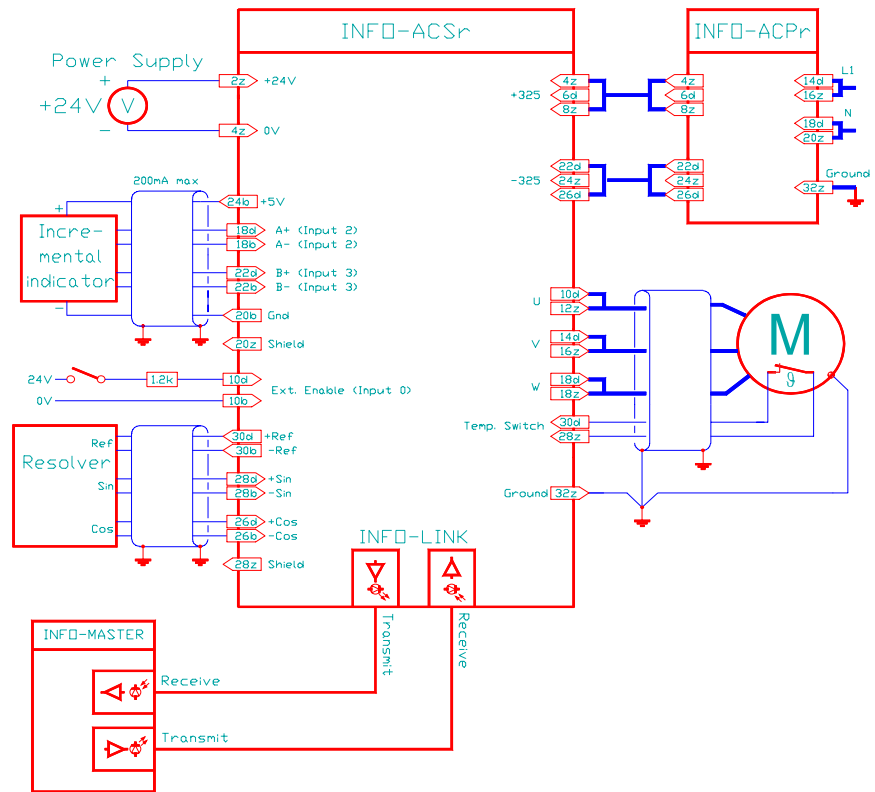 INFO-ACSr
INFO-ACPr
Power Supply
+
+24V
V
-
2z
+24V
4z
0V
4z
6d
8z
+325
4z
6d
8z
14d
16z
L1
18d
20z
N
22d
24z
26d
-325
22d
24z
26d
32z
Ground
200mA max
+
Incre-
mental
indicator
-
24b
+5V
18d
A+ (Input 2)
18b
A- (Input 2)
22d
B+ (Input 3)
22b
B- (Input 3)
20b
Gnd
20z
Shield
24V
1.2k
10d
Ext. Enable (Input 0)
0V
10b
U
10d
12z
V
14d
16z
W
18d
18z
Temp. Switch
30d
28z
Ground
32z
M
ϑ
Resolver
Ref
Sin
Cos
30d
+Ref
30b
-Ref
28d
+Sin
28b
-Sin
26d
+Cos
26b
-Cos
28z
Shield
INFO-LINK
Transmit
Receive
INFO-MASTER
Receive
Transmit